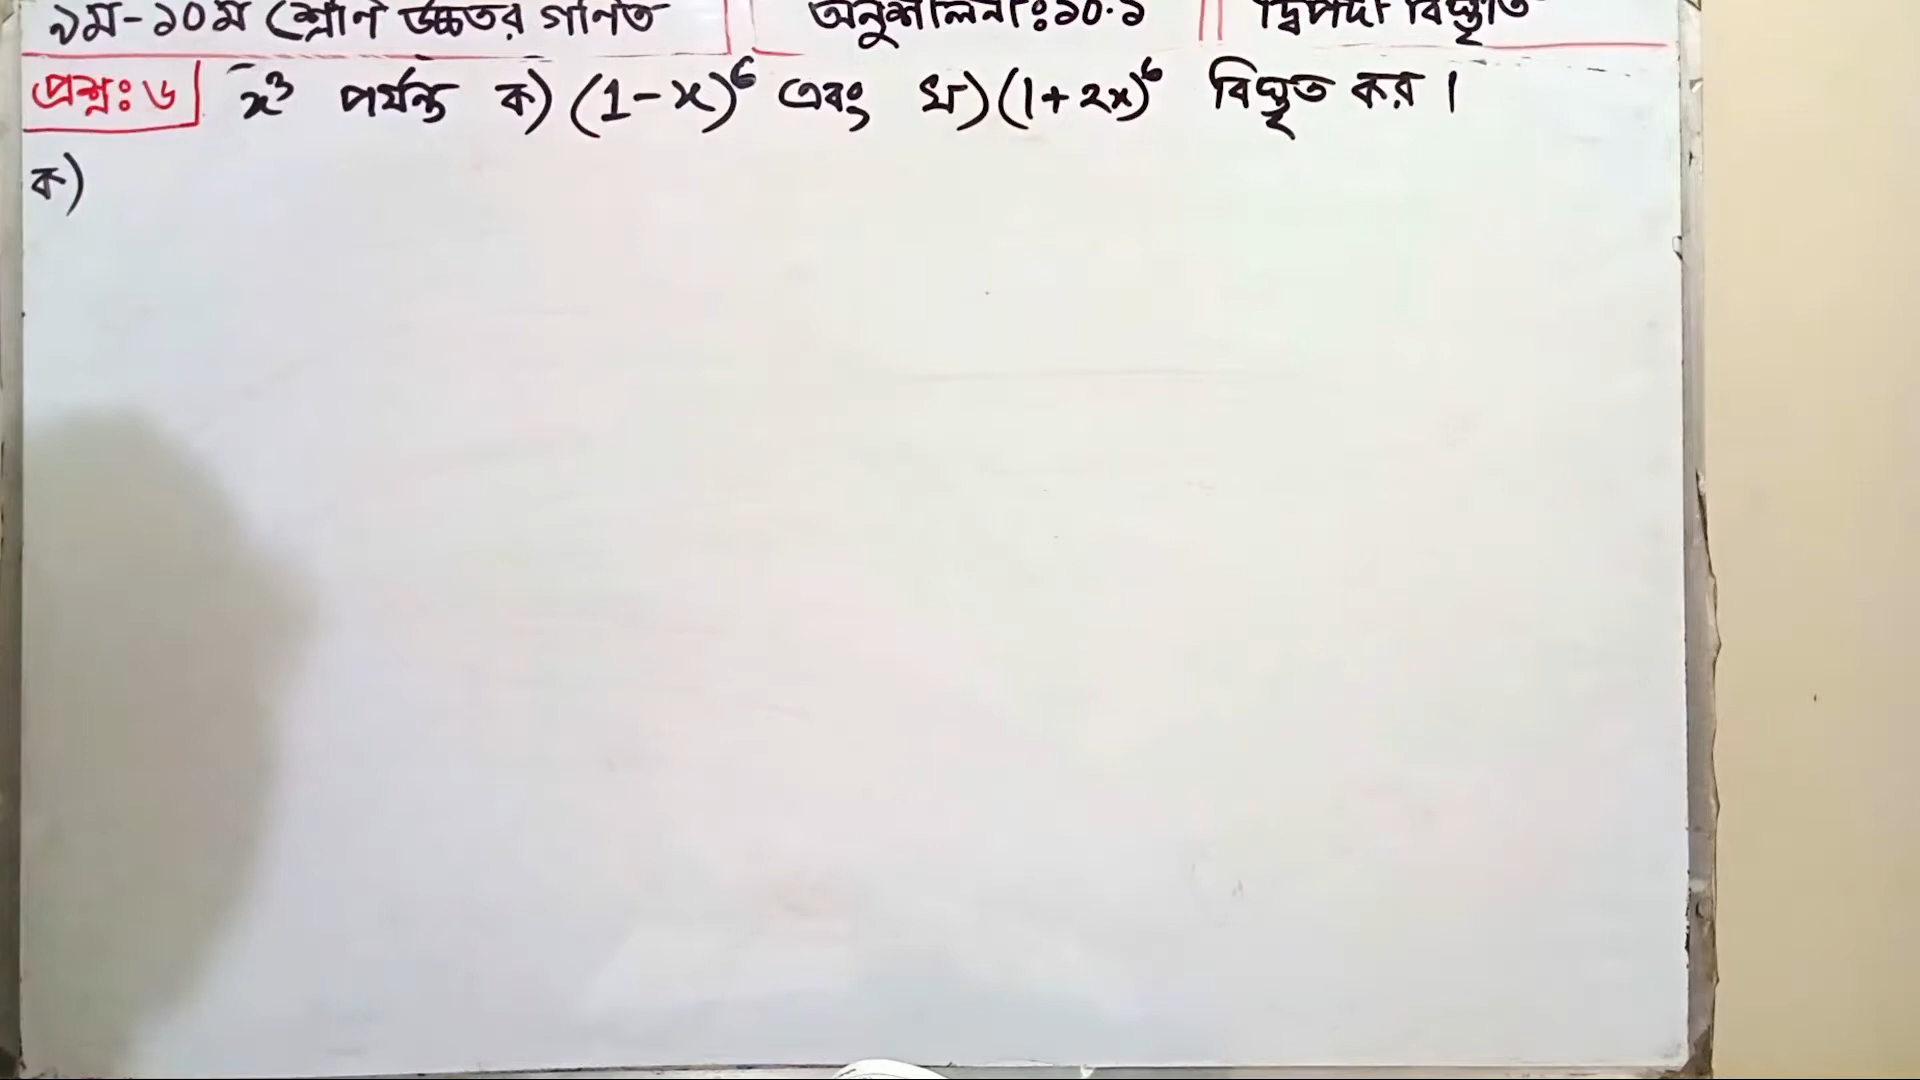 ৯ম-১০ম শ্রেণি উচ্চতর গণিত অনুশীলনীঃ১০.১ দ্বিপদী বিস্তৃতি
প্রশ্নঃ৬ x³ পর্যন্ত ক) (1-x)⁶ এবং খ) (1+2x)⁶ বিস্তৃত কর।
ক)